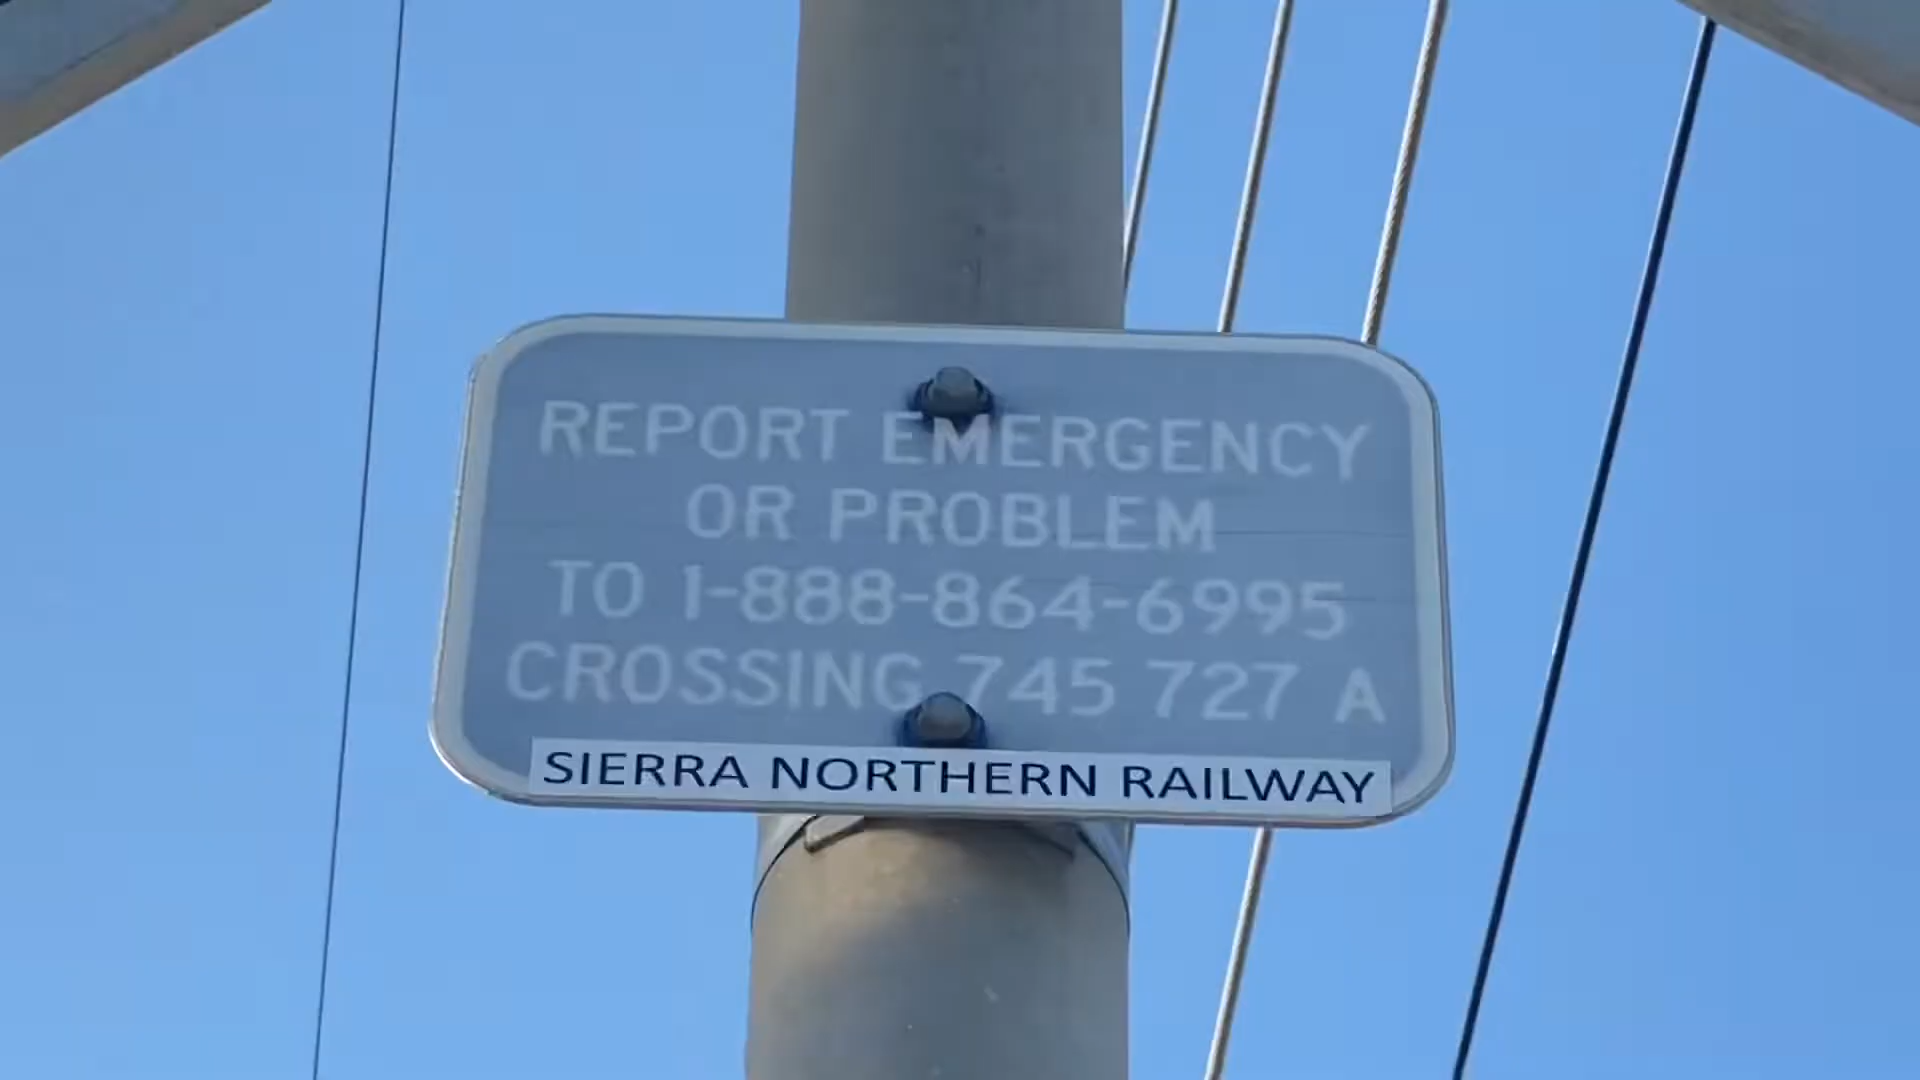 REPORT EMERGENCY
OR PROBLEM
TO 1-888-864-6995
CROSSING 745 727 A
SIERRA NORTHERN RAILWAY